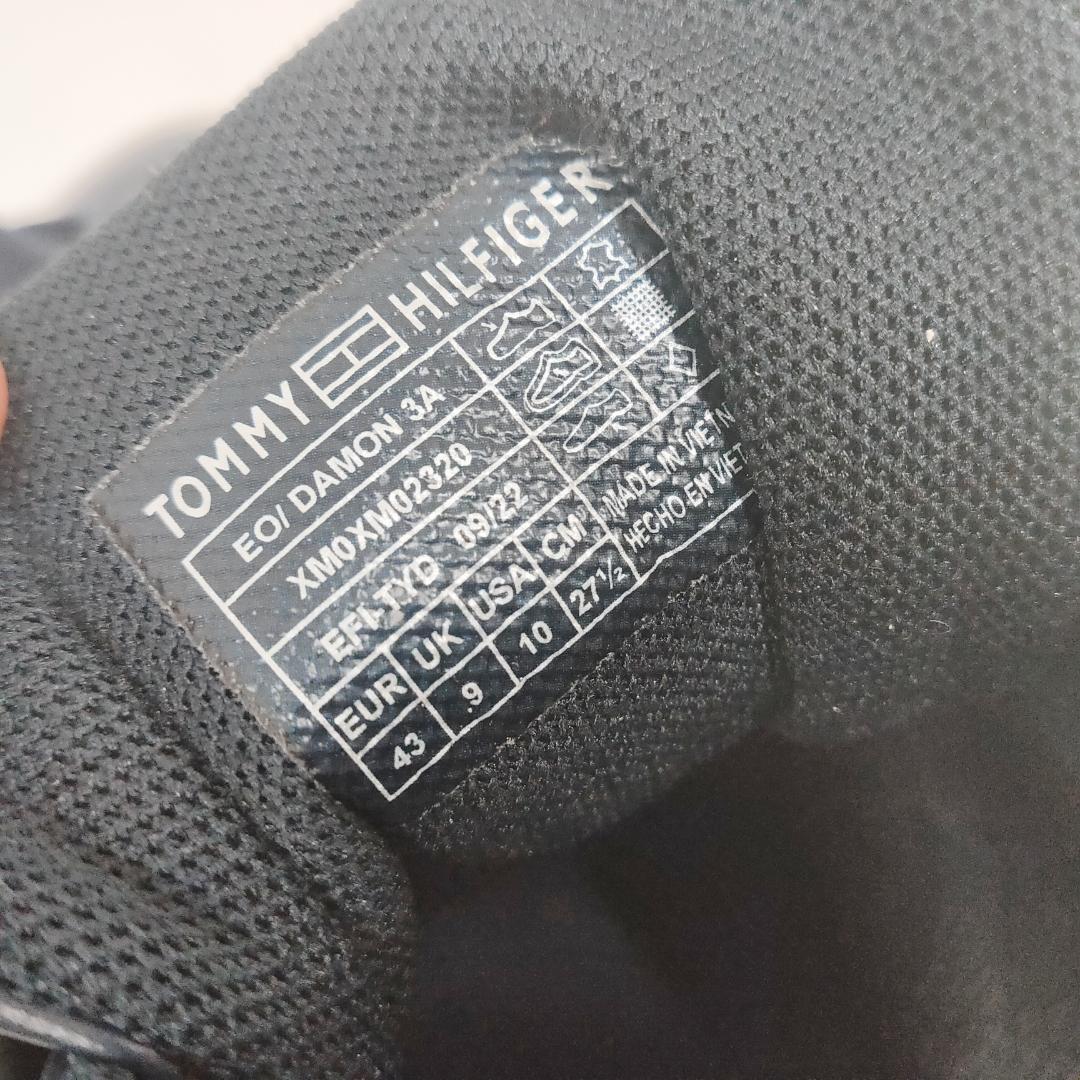 TOMMY HILFIGER
EO/ DAMON 3A
XM0XM02320
EFI-TYD 09/22
MADE IN VIETN
HECHO EN VIET
EUR UK USA CM
43 9 10 27½